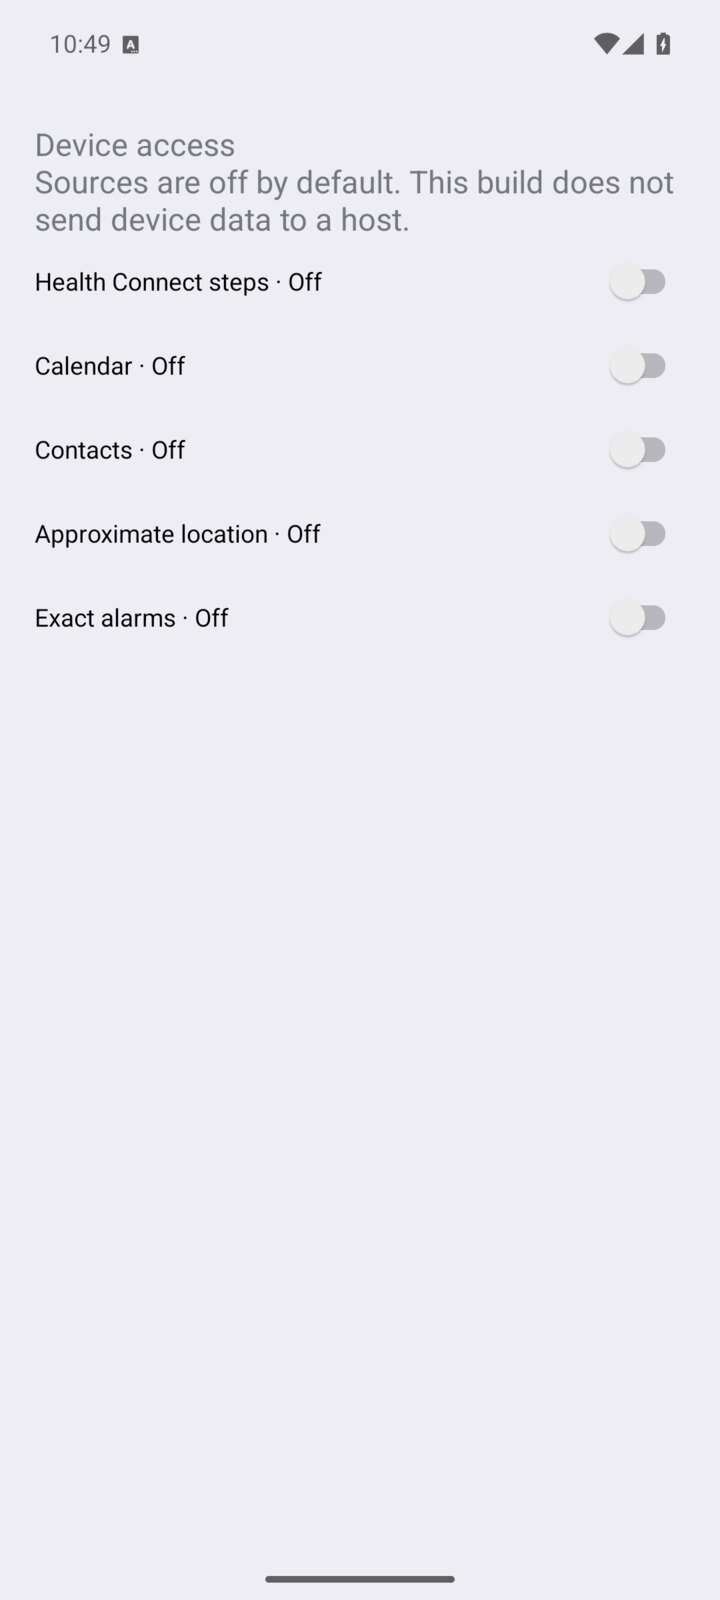 10:49
Device access
Sources are off by default. This build does not
send device data to a host.
Health Connect steps · Off
Calendar · Off
Contacts · Off
Approximate location · Off
Exact alarms · Off